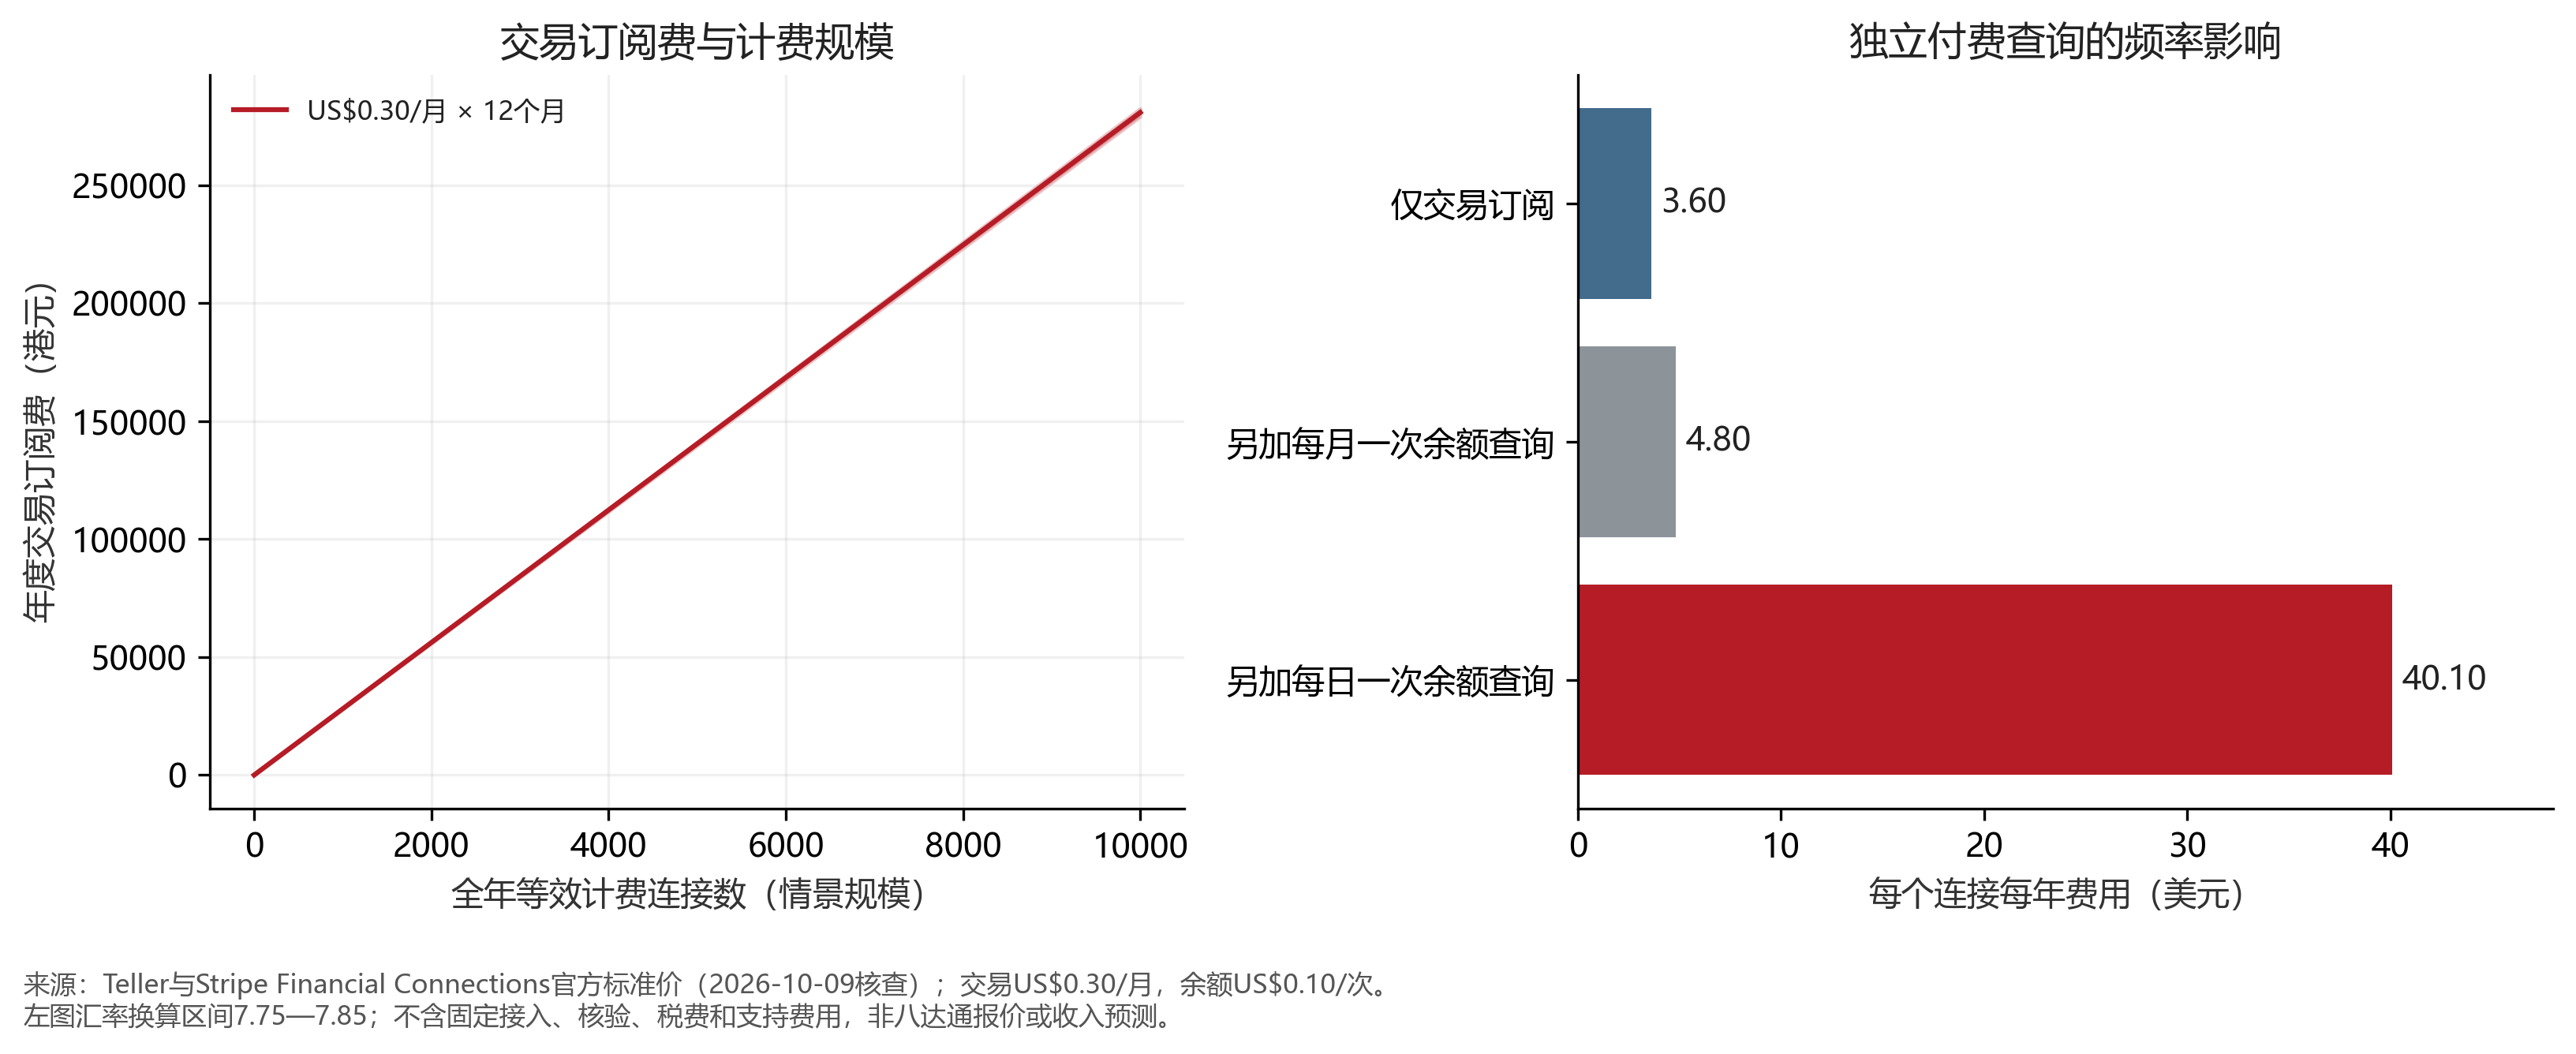 交易订阅费与计费规模
US$0.30/月 × 12个月
年度交易订阅费（港元）
250000
200000
150000
100000
50000
0
0
2000
4000
6000
8000
10000
全年等效计费连接数（情景规模）
独立付费查询的频率影响
仅交易订阅
3.60
另加每月一次余额查询
4.80
另加每日一次余额查询
40.10
0
10
20
30
40
每个连接每年费用（美元）
来源：Teller与Stripe Financial Connections官方标准价（2026-10-09核查）；交易US$0.30/月，余额US$0.10/次。
左图汇率换算区间7.75—7.85；不含固定接入、核验、税费和支持费用，非八达通报价或收入预测。